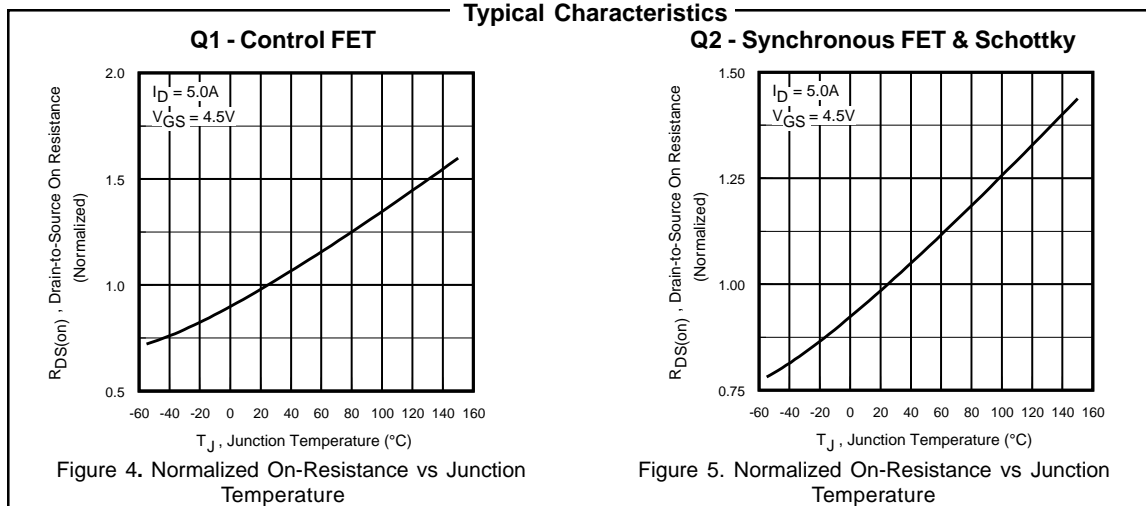 Typical Characteristics
Q1 - Control FET
2.0
1.5
1.0
0.5
I_D = 5.0A
V_GS = 4.5V
R_DS(on) , Drain-to-Source On Resistance
(Normalized)
-60 -40 -20 0 20 40 60 80 100 120 140 160
T_J , Junction Temperature (°C)
Figure 4. Normalized On-Resistance vs Junction
Temperature
Q2 - Synchronous FET & Schottky
1.50
1.25
1.00
0.75
I_D = 5.0A
V_GS = 4.5V
R_DS(on) , Drain-to-Source On Resistance
(Normalized)
-60 -40 -20 0 20 40 60 80 100 120 140 160
T_J , Junction Temperature (°C)
Figure 5. Normalized On-Resistance vs Junction
Temperature